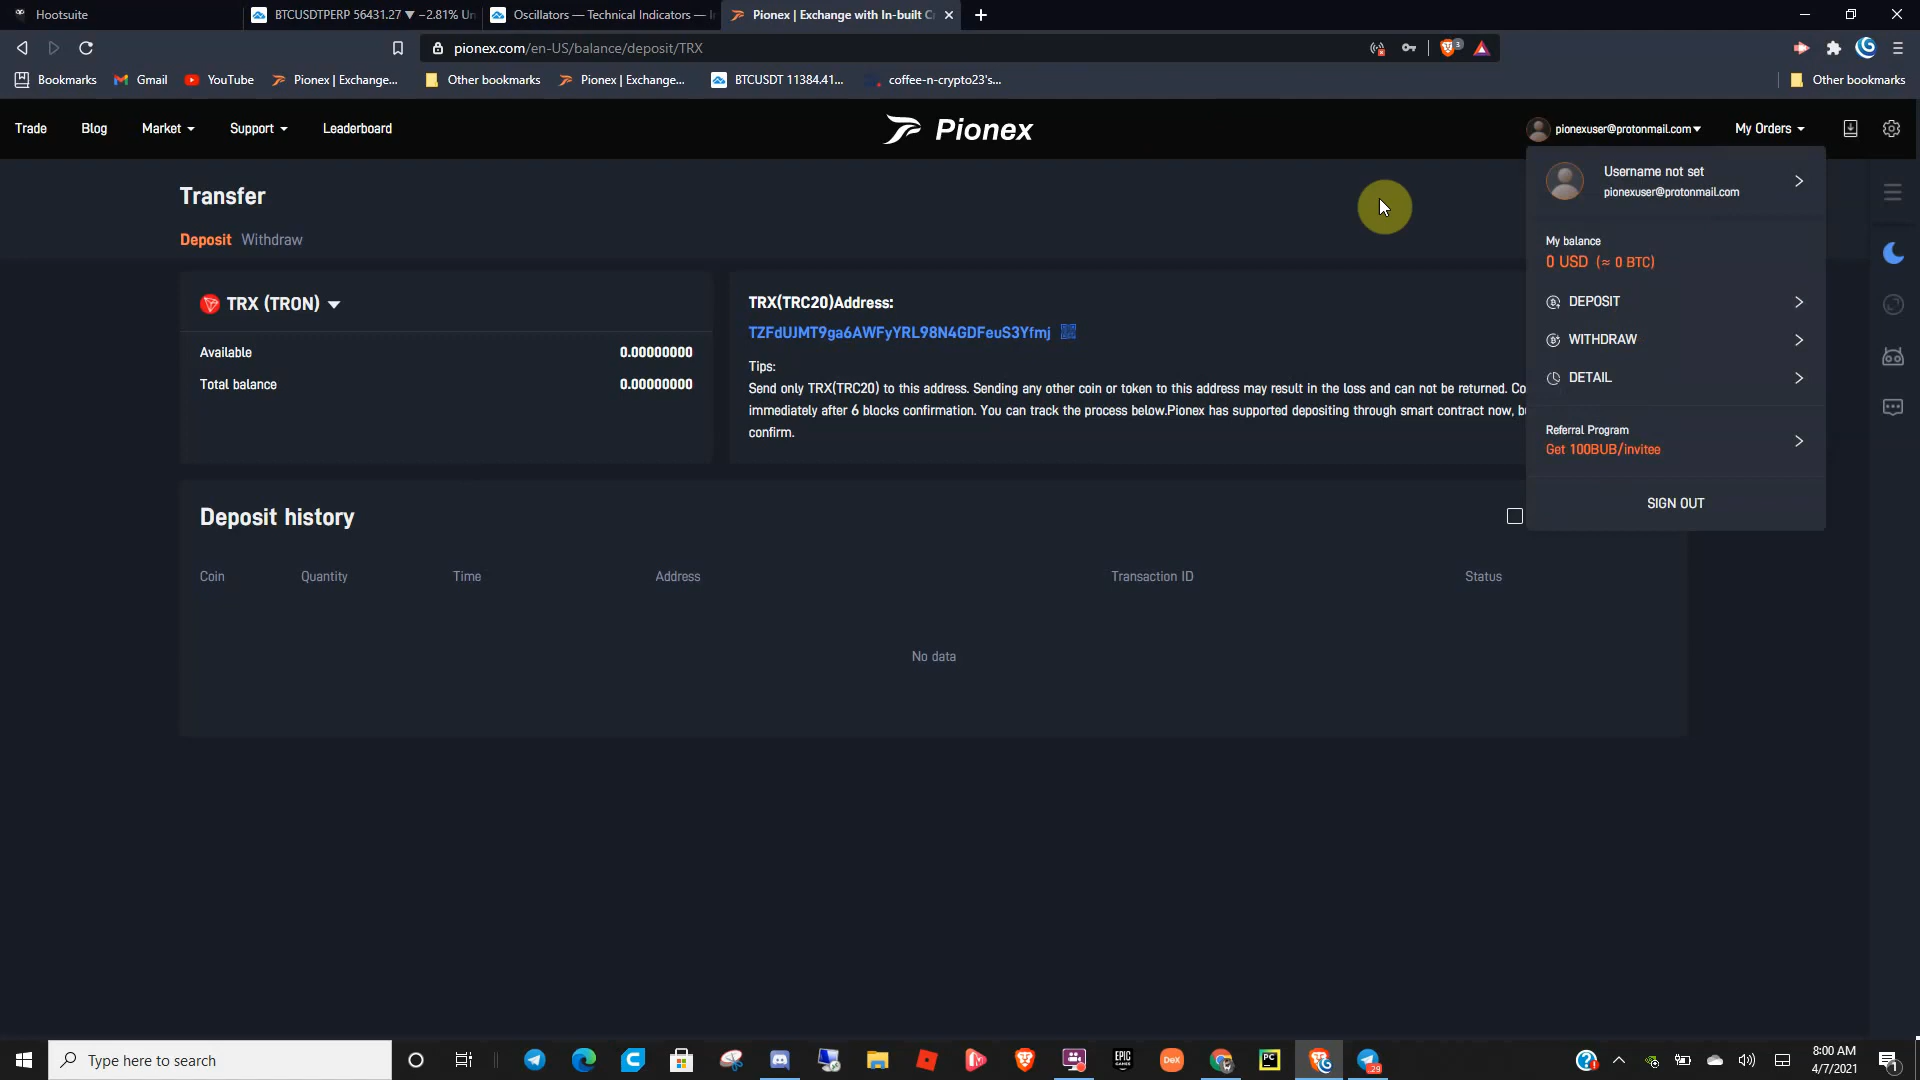 Hootsuite
BTCUSDTPERP 56431.27 ▼ −2.81% Un
Oscillators — Technical Indicators — I
Pionex | Exchange with In-built C
pionex.com/en-US/balance/deposit/TRX
3
Bookmarks
Gmail
YouTube
Pionex | Exchange...
Other bookmarks
Pionex | Exchange...
BTCUSDT 11384.41...
coffee-n-crypto23's...
Other bookmarks
Trade
Blog
Market
Support
Leaderboard
Pionex
pionexuser@protonmail.com
My Orders
Transfer
Deposit
Withdraw
Username not set
pionexuser@protonmail.com
My balance
0 USD (≈ 0 BTC)
DEPOSIT
WITHDRAW
DETAIL
Referral Program
Get 100BUB/invitee
SIGN OUT
TRX (TRON)
Available 0.00000000
Total balance 0.00000000
TRX(TRC20)Address:
TZFdUJMT9ga6AWFyYRL98N4GDFeuS3Yfmj
Tips:
Send only TRX(TRC20) to this address. Sending any other coin or token to this address may result in the loss and can not be returned. Co
immediately after 6 blocks confirmation. You can track the process below.Pionex has supported depositing through smart contract now, b
confirm.
Deposit history
Coin Quantity Time Address Transaction ID Status
No data
Type here to search
EPIC GAMES
DeX
PC
29
8:00 AM
4/7/2021
1